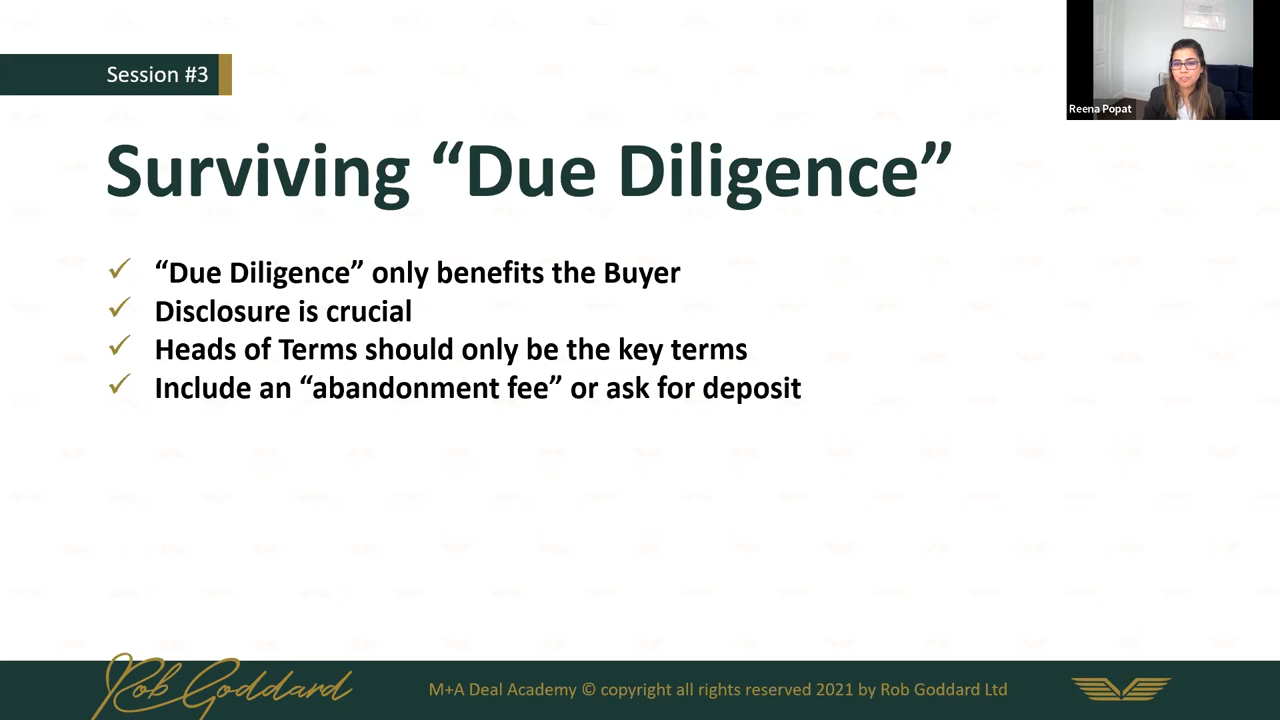 Session #3
Reena Popat
Surviving “Due Diligence”
“Due Diligence” only benefits the Buyer
Disclosure is crucial
Heads of Terms should only be the key terms
Include an “abandonment fee” or ask for deposit
Rob Goddard
M+A Deal Academy © copyright all rights reserved 2021 by Rob Goddard Ltd